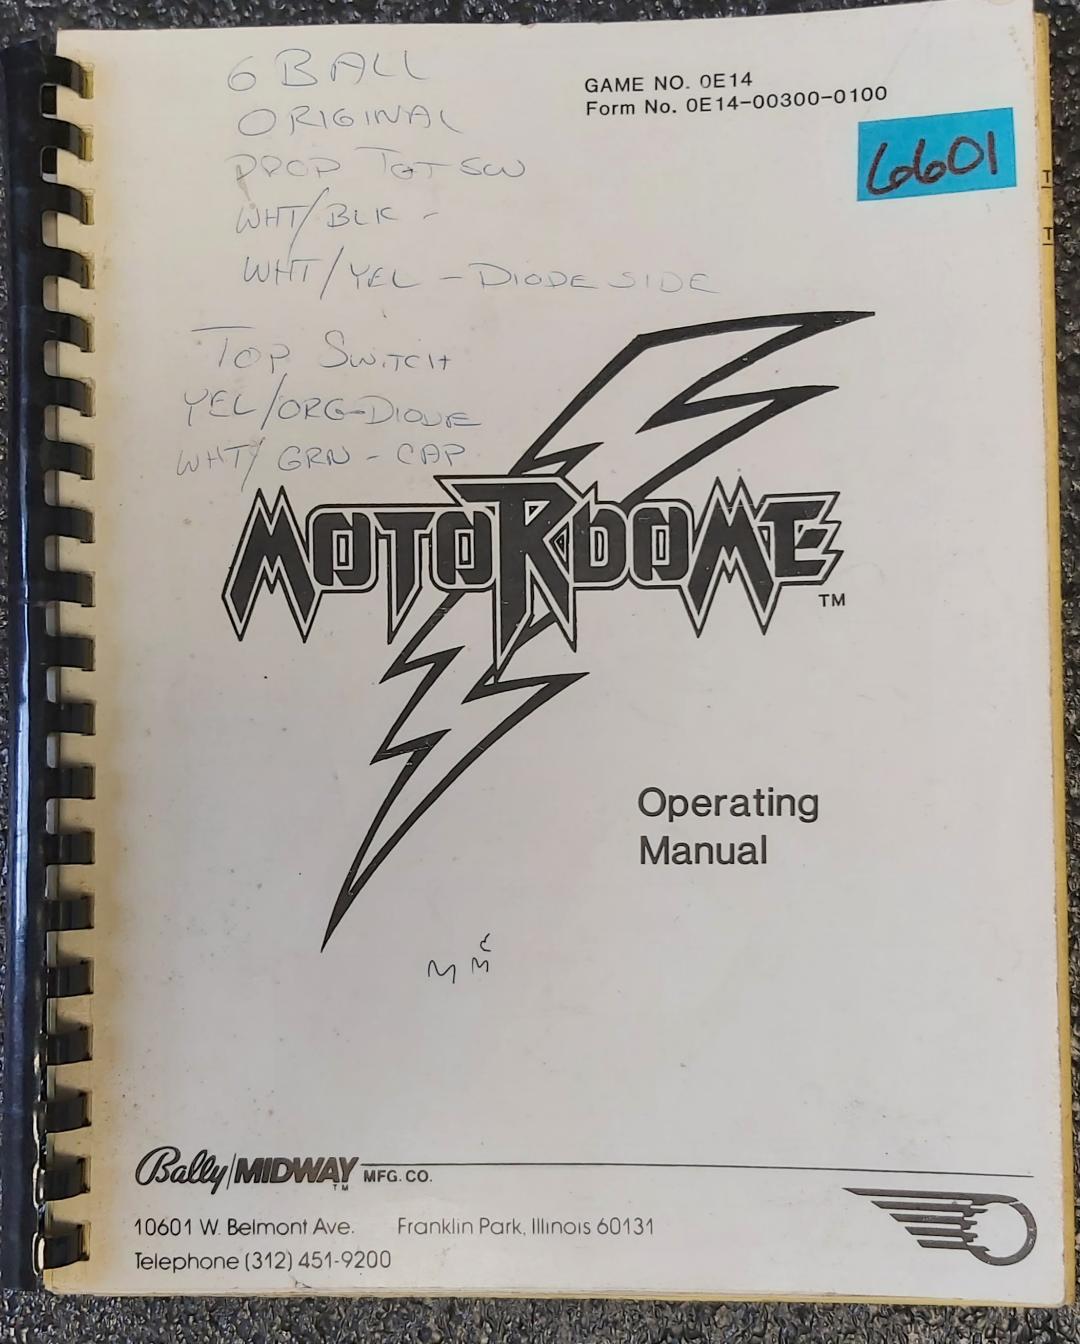 6 BALL
ORIGINAL
DROP TGT SW
WHT/BLK -
WHT/YEL - DIODE SIDE
TOP SWITCH
YEL/ORG-DIODE
WHT/GRN - CAP
GAME NO. 0E14
Form No. 0E14-00300-0100
6601
T
T
MOTORDOME
TM
Operating
Manual
Bally/MIDWAY MFG. CO.
TM
10601 W. Belmont Ave. Franklin Park, Illinois 60131
Telephone (312) 451-9200